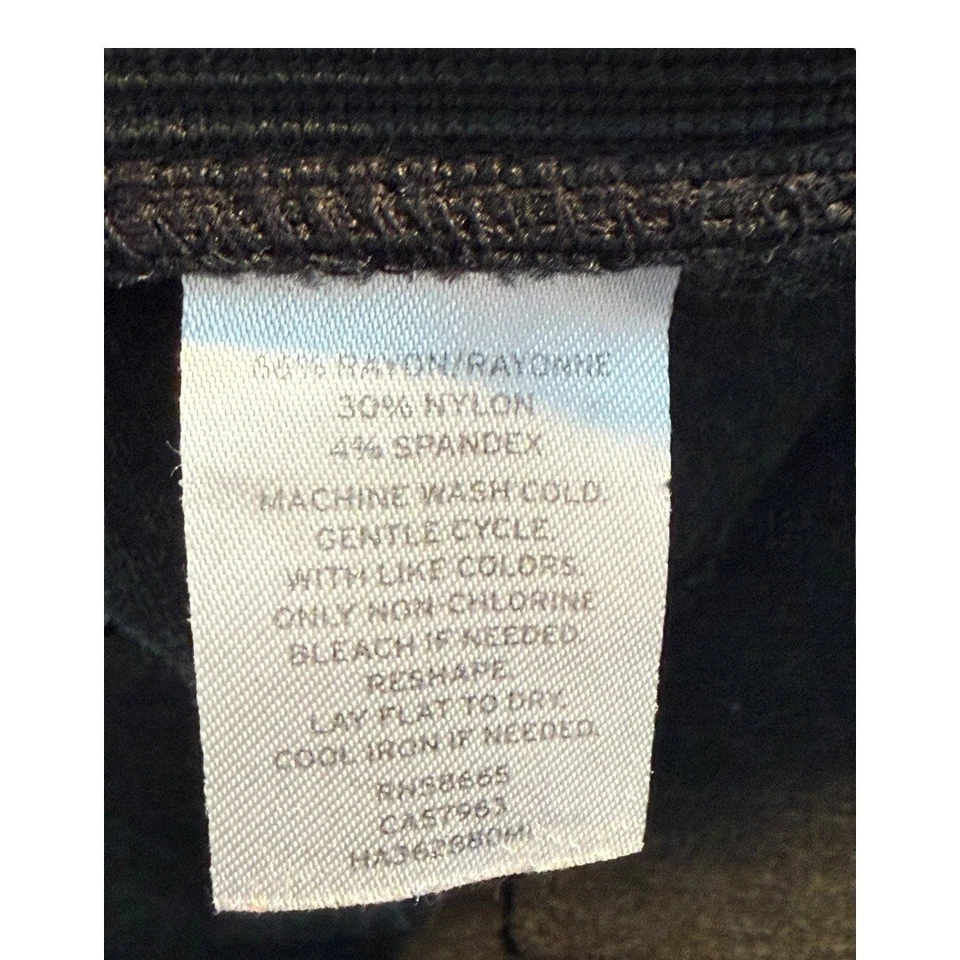 66% RAYON/RAYONNE
30% NYLON
4% SPANDEX
MACHINE WASH COLD.
GENTLE CYCLE.
WITH LIKE COLORS.
ONLY NON-CHLORINE
BLEACH IF NEEDED.
RESHAPE.
LAY FLAT TO DRY.
COOL IRON IF NEEDED.
RN58665
CA57963